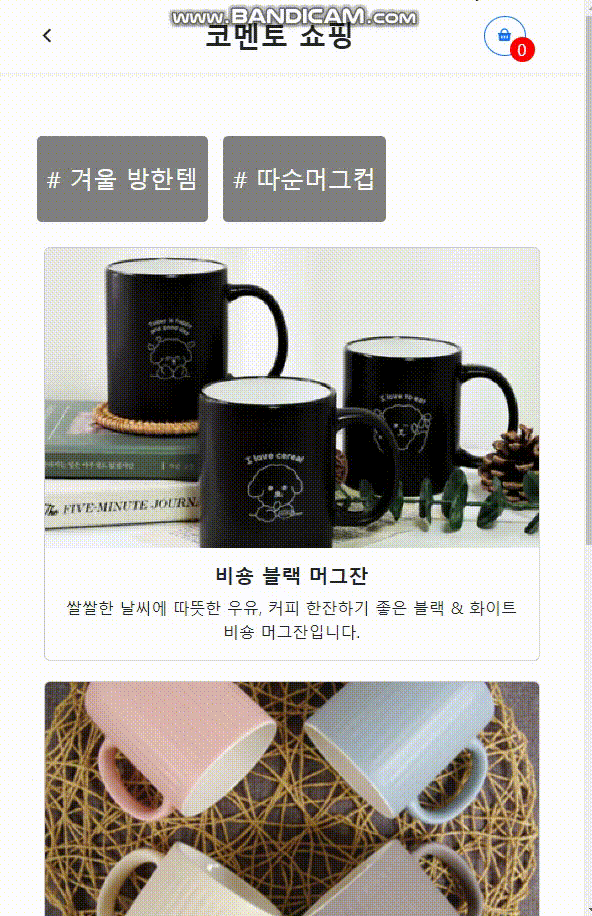 www.BANDICAM.com
코멘토 쇼핑
0
# 겨울 방한템
# 따순머그컵
I love to eat
I love cereal
The FIVE-MINUTE JOURNA
비숑 블랙 머그잔
쌀쌀한 날씨에 따뜻한 우유, 커피 한잔하기 좋은 블랙 & 화이트
비숑 머그잔입니다.